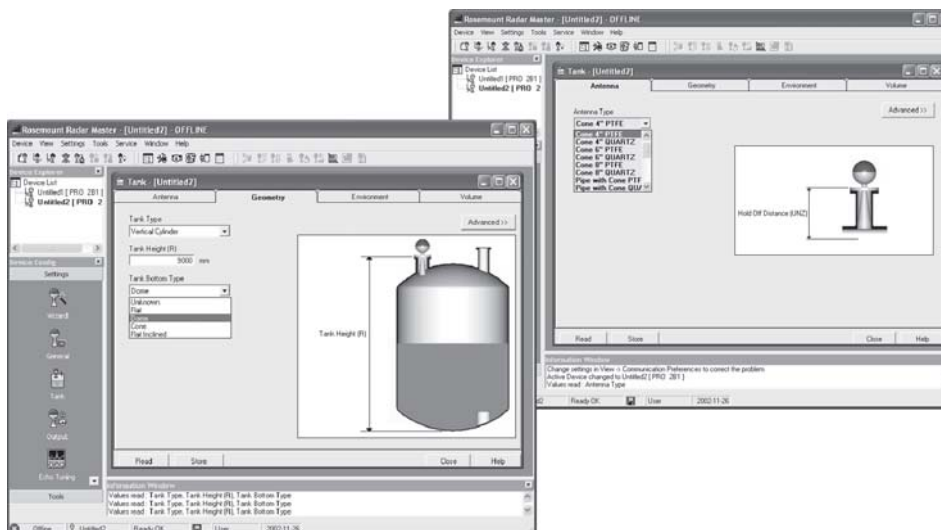 Rosemount Radar Master - [Untitled2] - OFFLINE
Device View Settings Tools Service Window Help
Device Explorer
Device List
Untitled1 [ PRO 2B1 ]
Untitled2 [ PRO 2
Tank - [Untitled2]
Antenna Geometry Environment Volume
Antenna Type
Advanced >>
Cone 4" PTFE
Cone 4" PTFE
Cone 4" QUARTZ
Cone 6" PTFE
Cone 6" QUARTZ
Cone 8" PTFE
Cone 8" QUARTZ
Pipe with Cone PTF
Pipe with Cone QUA
Hold Off Distance (UNZ)
Read Store Close Help
Information Window
Change settings in View -> Communication Preferences to correct the problem.
Active Device changed to Untitled2 [ PRO 2B1 ]
Values read: Antenna Type
Ready OK User 2002-11-26
Rosemount Radar Master - [Untitled2] - OFFLINE
Device View Settings Tools Service Window Help
Device Explorer
Device List
Untitled1 [ PRO 2B1 ]
Untitled2 [ PRO 2
Device Config
Settings
Wizard
General
Tank
Output
Echo Tuning
Tools
Tank - [Untitled2]
Antenna Geometry Environment Volume
Tank Type
Vertical Cylinder
Advanced >>
Tank Height (R)
9000 mm
Tank Bottom Type
Dome
Unknown
Flat
Dome
Cone
Flat Inclined
Tank Height (R)
Read Store Close Help
Information Window
Values read: Tank Type, Tank Height (R), Tank Bottom Type
Values read: Tank Type, Tank Height (R), Tank Bottom Type
Values read: Tank Type, Tank Height (R), Tank Bottom Type
Offline Untitled2 Ready OK User 2002-11-26